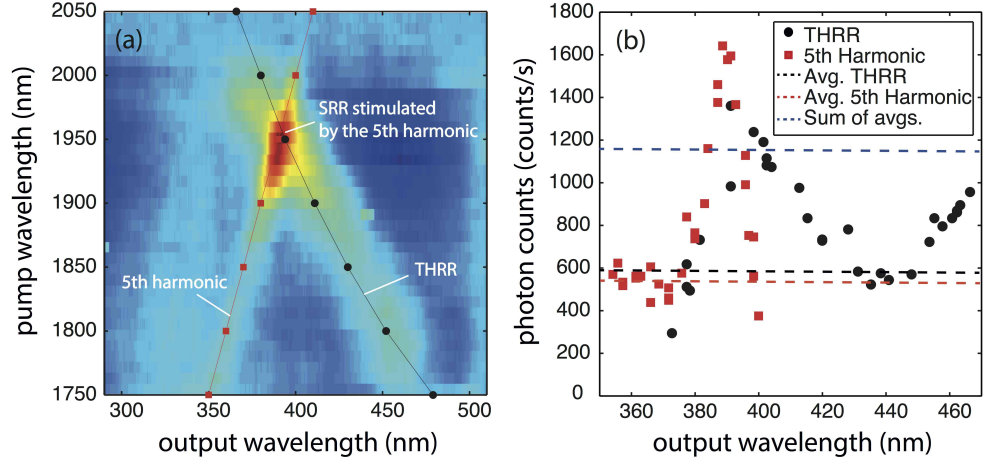 (a)
pump wavelength (nm)
2050
2000
1950
1900
1850
1800
1750
SRR stimulated
by the 5th harmonic
5th harmonic
THRR
300
350
400
450
500
output wavelength (nm)
(b)
photon counts (counts/s)
1800
1600
1400
1200
1000
800
600
400
200
0
THRR
5th Harmonic
Avg. THRR
Avg. 5th Harmonic
Sum of avgs.
360
380
400
420
440
460
output wavelength (nm)